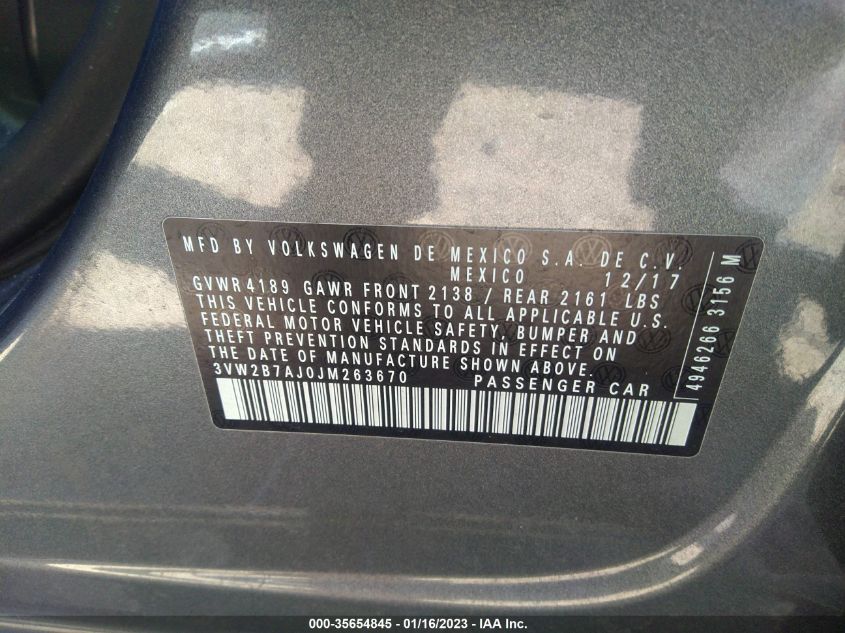 MFD BY VOLKSWAGEN DE MEXICO S.A. DE C.V.
MEXICO 12/17
GVWR 4189 GAWR FRONT 2138 / REAR 2161 LBS
THIS VEHICLE CONFORMS TO ALL APPLICABLE U.S.
FEDERAL MOTOR VEHICLE SAFETY, BUMPER AND
THEFT PREVENTION STANDARDS IN EFFECT ON
THE DATE OF MANUFACTURE SHOWN ABOVE.
3VW2B7AJ0JM263670 PASSENGER CAR
4946266 3156 M
000-35654845 - 01/16/2023 - IAA Inc.